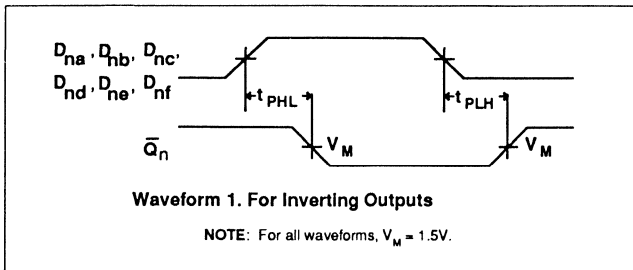 Dna, Dnb, Dnc,
Dnd, Dne, Dnf
tPHL
tPLH
Q̅n
VM
VM
Waveform 1. For Inverting Outputs
NOTE: For all waveforms, VM = 1.5V.